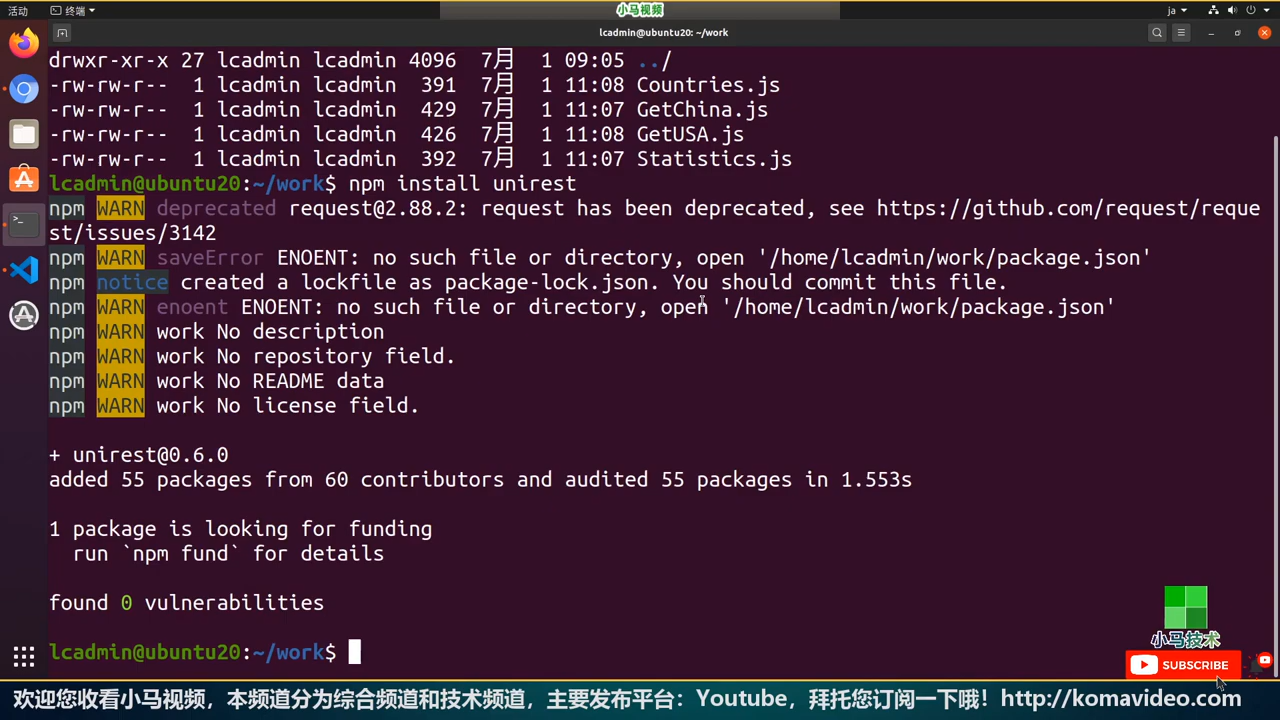 活动
终端
小马视频
ja
lcadmin@ubuntu20: ~/work
drwxr-xr-x 27 lcadmin lcadmin 4096  7月  1 09:05 ../
-rw-rw-r--  1 lcadmin lcadmin  391  7月  1 11:08 Countries.js
-rw-rw-r--  1 lcadmin lcadmin  429  7月  1 11:07 GetChina.js
-rw-rw-r--  1 lcadmin lcadmin  426  7月  1 11:08 GetUSA.js
-rw-rw-r--  1 lcadmin lcadmin  392  7月  1 11:07 Statistics.js
lcadmin@ubuntu20:~/work$ npm install unirest
npm WARN deprecated request@2.88.2: request has been deprecated, see https://github.com/request/reque
st/issues/3142
npm WARN saveError ENOENT: no such file or directory, open '/home/lcadmin/work/package.json'
npm notice created a lockfile as package-lock.json. You should commit this file.
npm WARN enoent ENOENT: no such file or directory, open '/home/lcadmin/work/package.json'
npm WARN work No description
npm WARN work No repository field.
npm WARN work No README data
npm WARN work No license field.
+ unirest@0.6.0
added 55 packages from 60 contributors and audited 55 packages in 1.553s
1 package is looking for funding
  run `npm fund` for details
found 0 vulnerabilities
lcadmin@ubuntu20:~/work$
小马技术
SUBSCRIBE
欢迎您收看小马视频，本频道分为综合频道和技术频道，主要发布平台：Youtube，拜托您订阅一下哦！http://komavideo.com